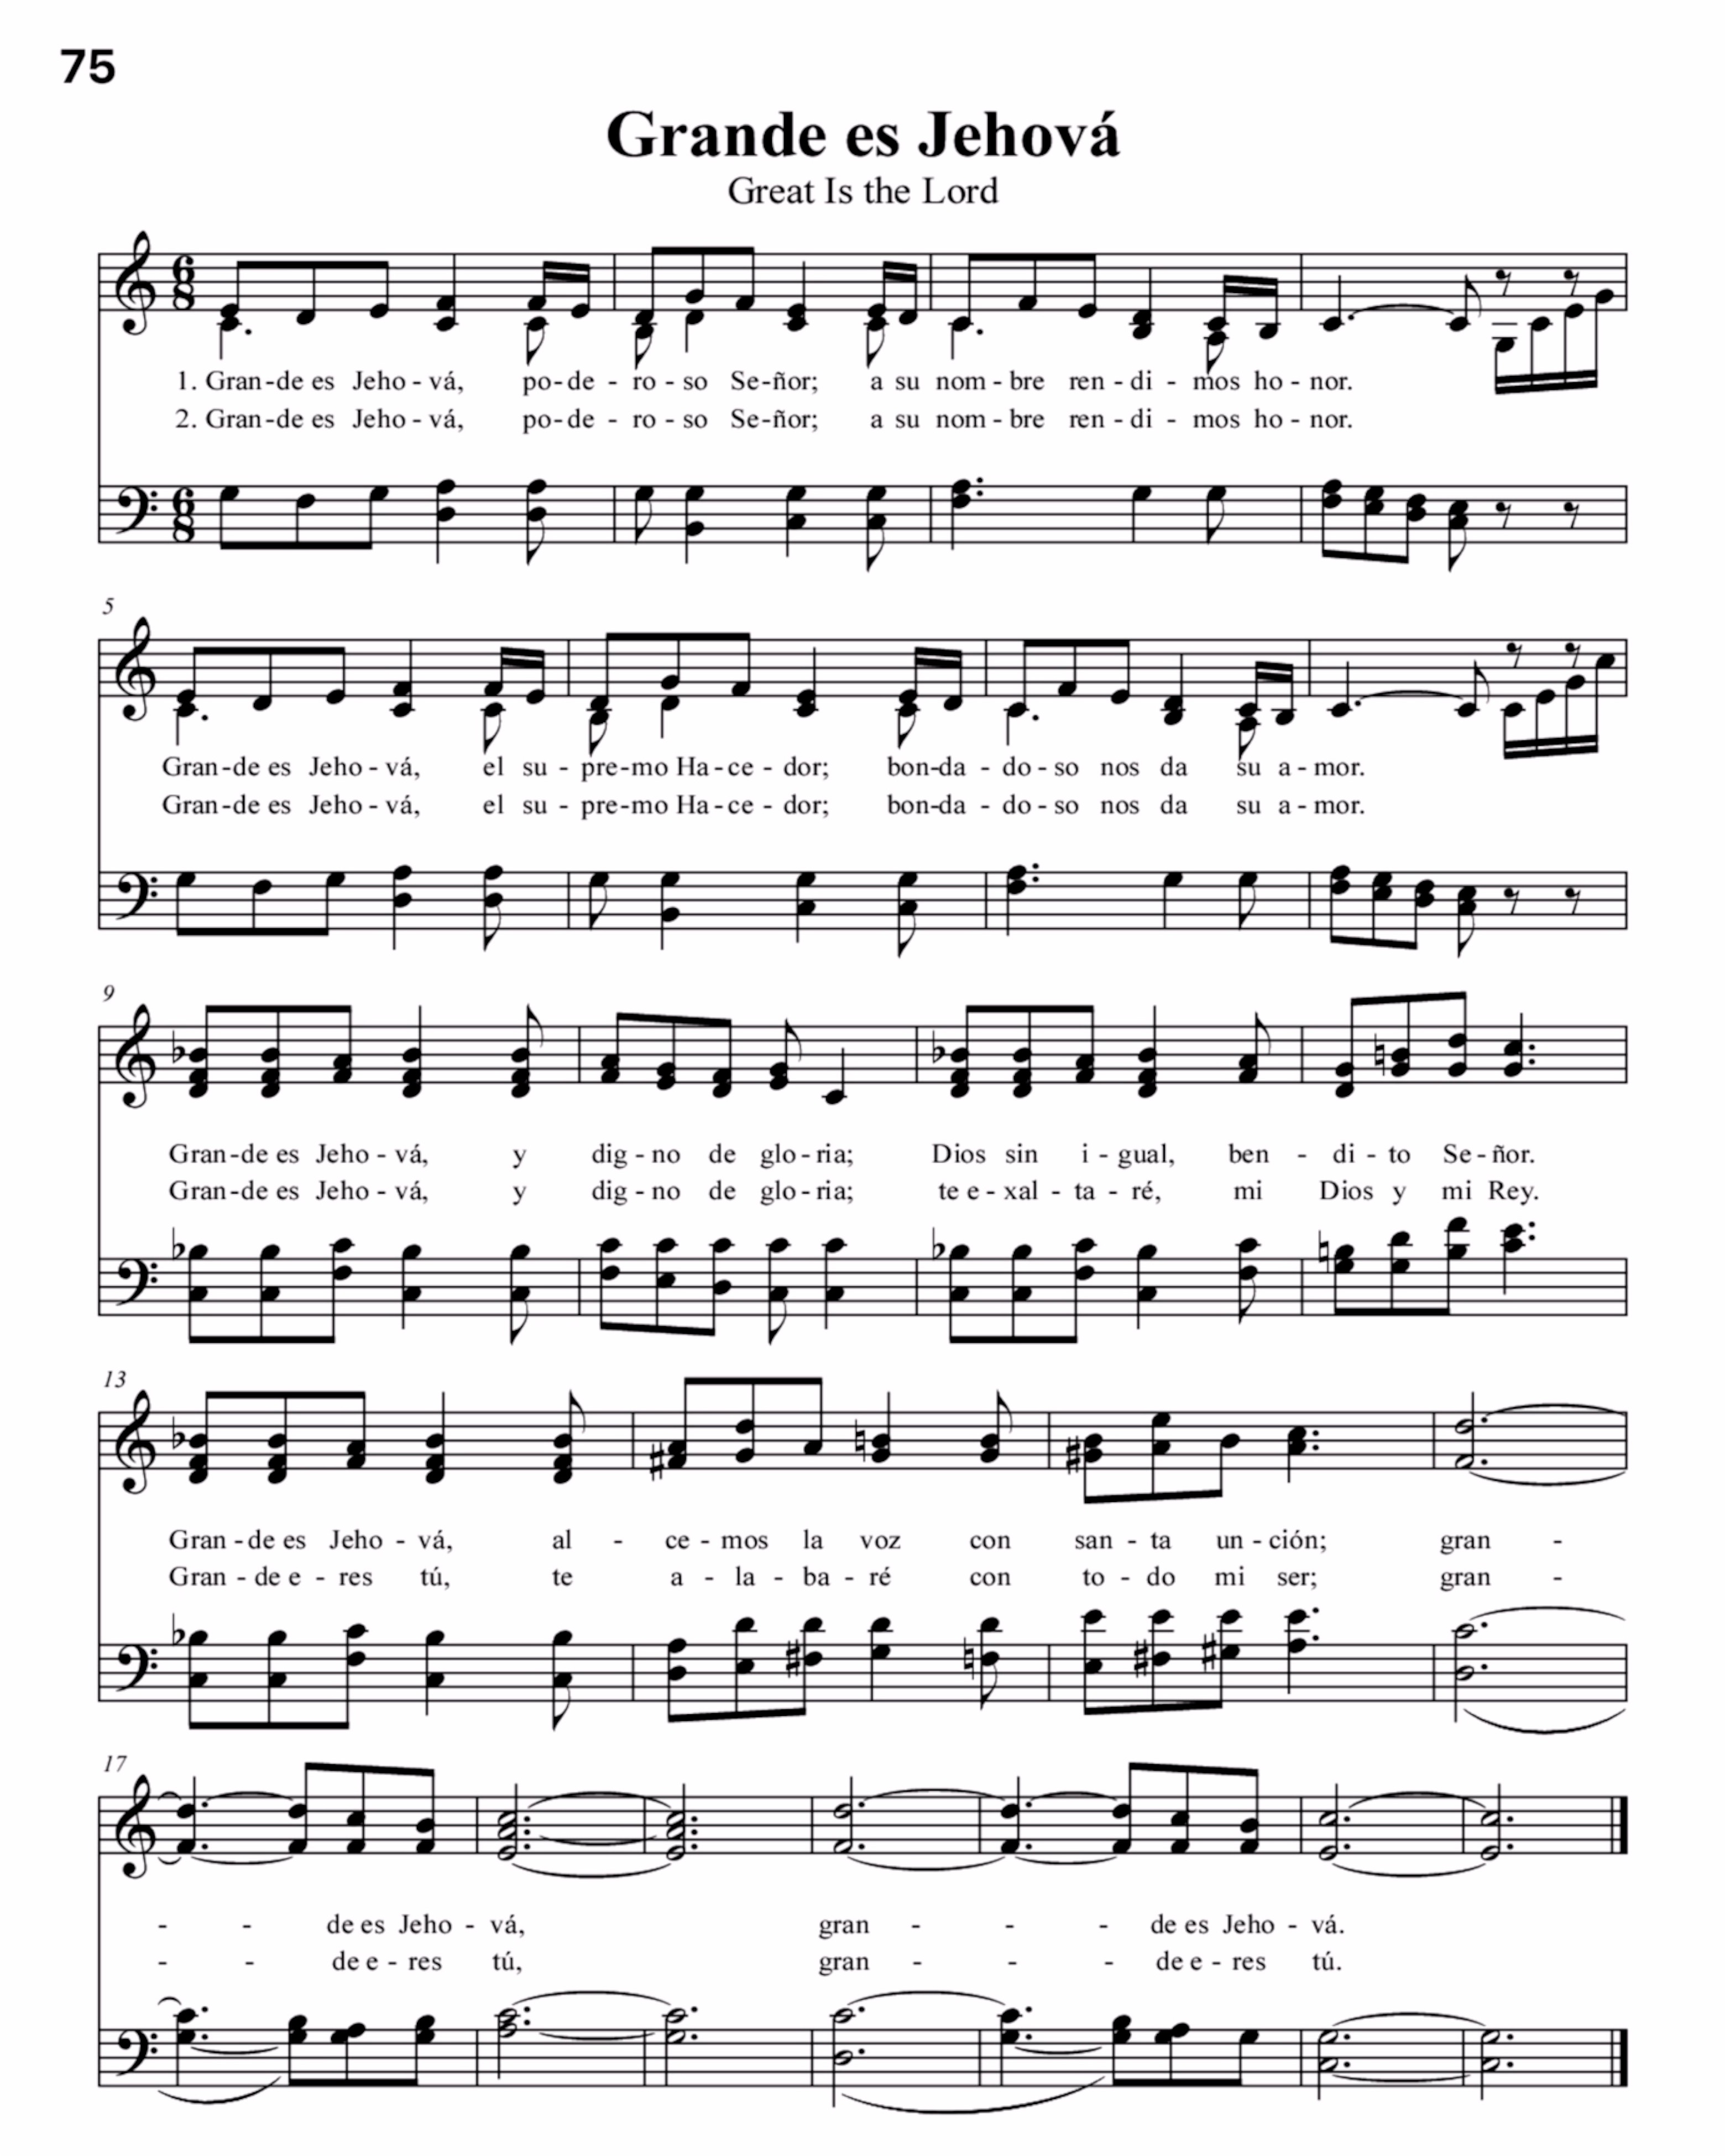 75
Grande es Jehová
Great Is the Lord
6 8
1. Gran-de es Jeho - vá, po-de - ro - so Se-ñor; a su nom - bre ren - di - mos ho - nor.
2. Gran-de es Jeho - vá, po-de - ro - so Se-ñor; a su nom - bre ren - di - mos ho - nor.
6 8
5
Gran-de es Jeho - vá, el su - pre-mo Ha-ce - dor; bon-da - do - so nos da su a - mor.
Gran-de es Jeho - vá, el su - pre-mo Ha-ce - dor; bon-da - do - so nos da su a - mor.
9
Gran-de es Jeho - vá, y dig - no de glo - ria; Dios sin i - gual, ben - di - to Se - ñor.
Gran-de es Jeho - vá, y dig - no de glo - ria; te e - xal - ta - ré, mi Dios y mi Rey.
13
Gran - de es Jeho - vá, al - ce - mos la voz con san - ta un - ción; gran -
Gran - de e - res tú, te a - la - ba - ré con to - do mi ser; gran -
17
- - de es Jeho - vá, gran - - - de es Jeho - vá.
- - de e - res tú, gran - - - de e - res tú.